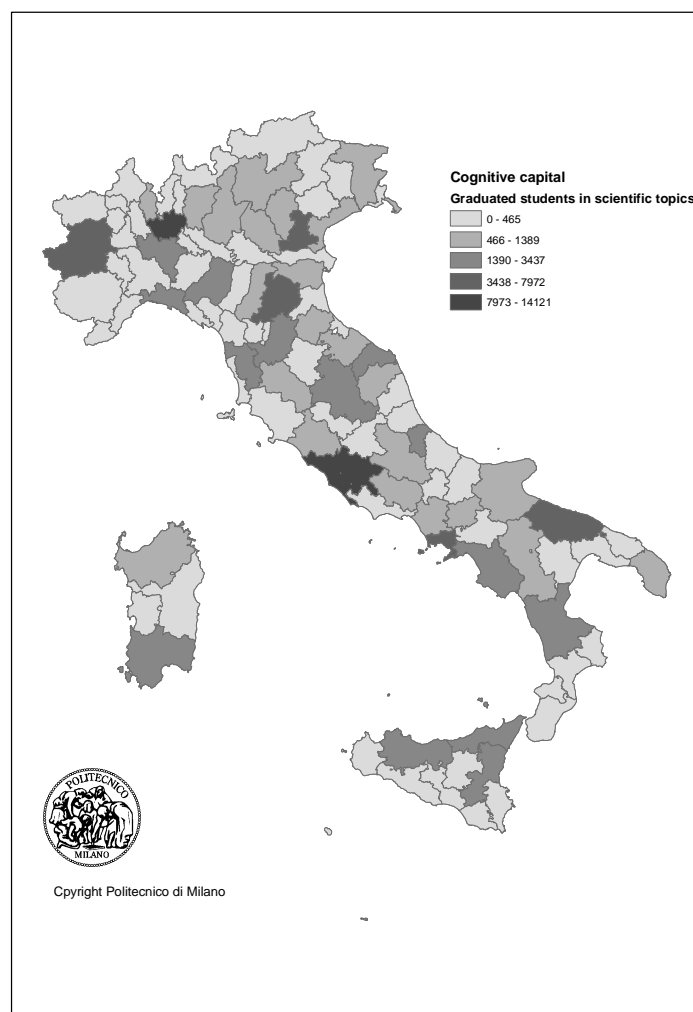 Cognitive capital
Graduated students in scientific topics
0 - 465
466 - 1389
1390 - 3437
3438 - 7972
7973 - 14121
POLITECNICO
MILANO
Cpyright Politecnico di Milano